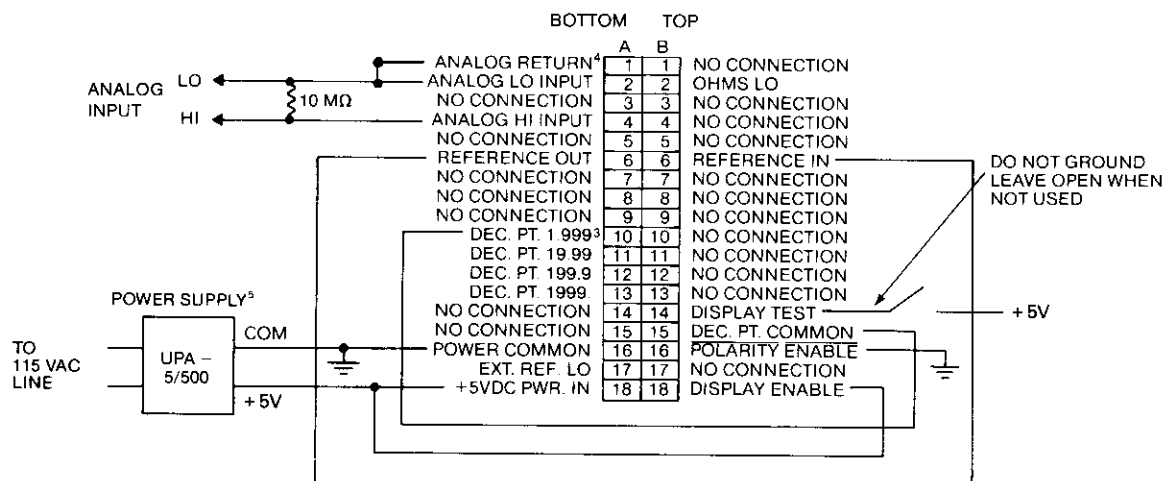 BOTTOM TOP
A B
ANALOG RETURN⁴ 1 1 NO CONNECTION
ANALOG LO INPUT 2 2 OHMS LO
NO CONNECTION 3 3 NO CONNECTION
ANALOG HI INPUT 4 4 NO CONNECTION
NO CONNECTION 5 5 NO CONNECTION
REFERENCE OUT 6 6 REFERENCE IN
NO CONNECTION 7 7 NO CONNECTION
NO CONNECTION 8 8 NO CONNECTION
NO CONNECTION 9 9 NO CONNECTION
DEC. PT. 1.999³ 10 10 NO CONNECTION
DEC. PT. 19.99 11 11 NO CONNECTION
DEC. PT. 199.9 12 12 NO CONNECTION
DEC. PT. 1999. 13 13 NO CONNECTION
NO CONNECTION 14 14 DISPLAY TEST
NO CONNECTION 15 15 DEC. PT. COMMON
POWER COMMON 16 16 POLARITY ENABLE
EXT. REF. LO 17 17 NO CONNECTION
+5VDC PWR. IN 18 18 DISPLAY ENABLE
ANALOG
INPUT
LO
HI
10 MΩ
DO NOT GROUND
LEAVE OPEN WHEN
NOT USED
+5V
POWER SUPPLY⁵
TO
115 VAC
LINE
UPA –
5/500
COM
+5V